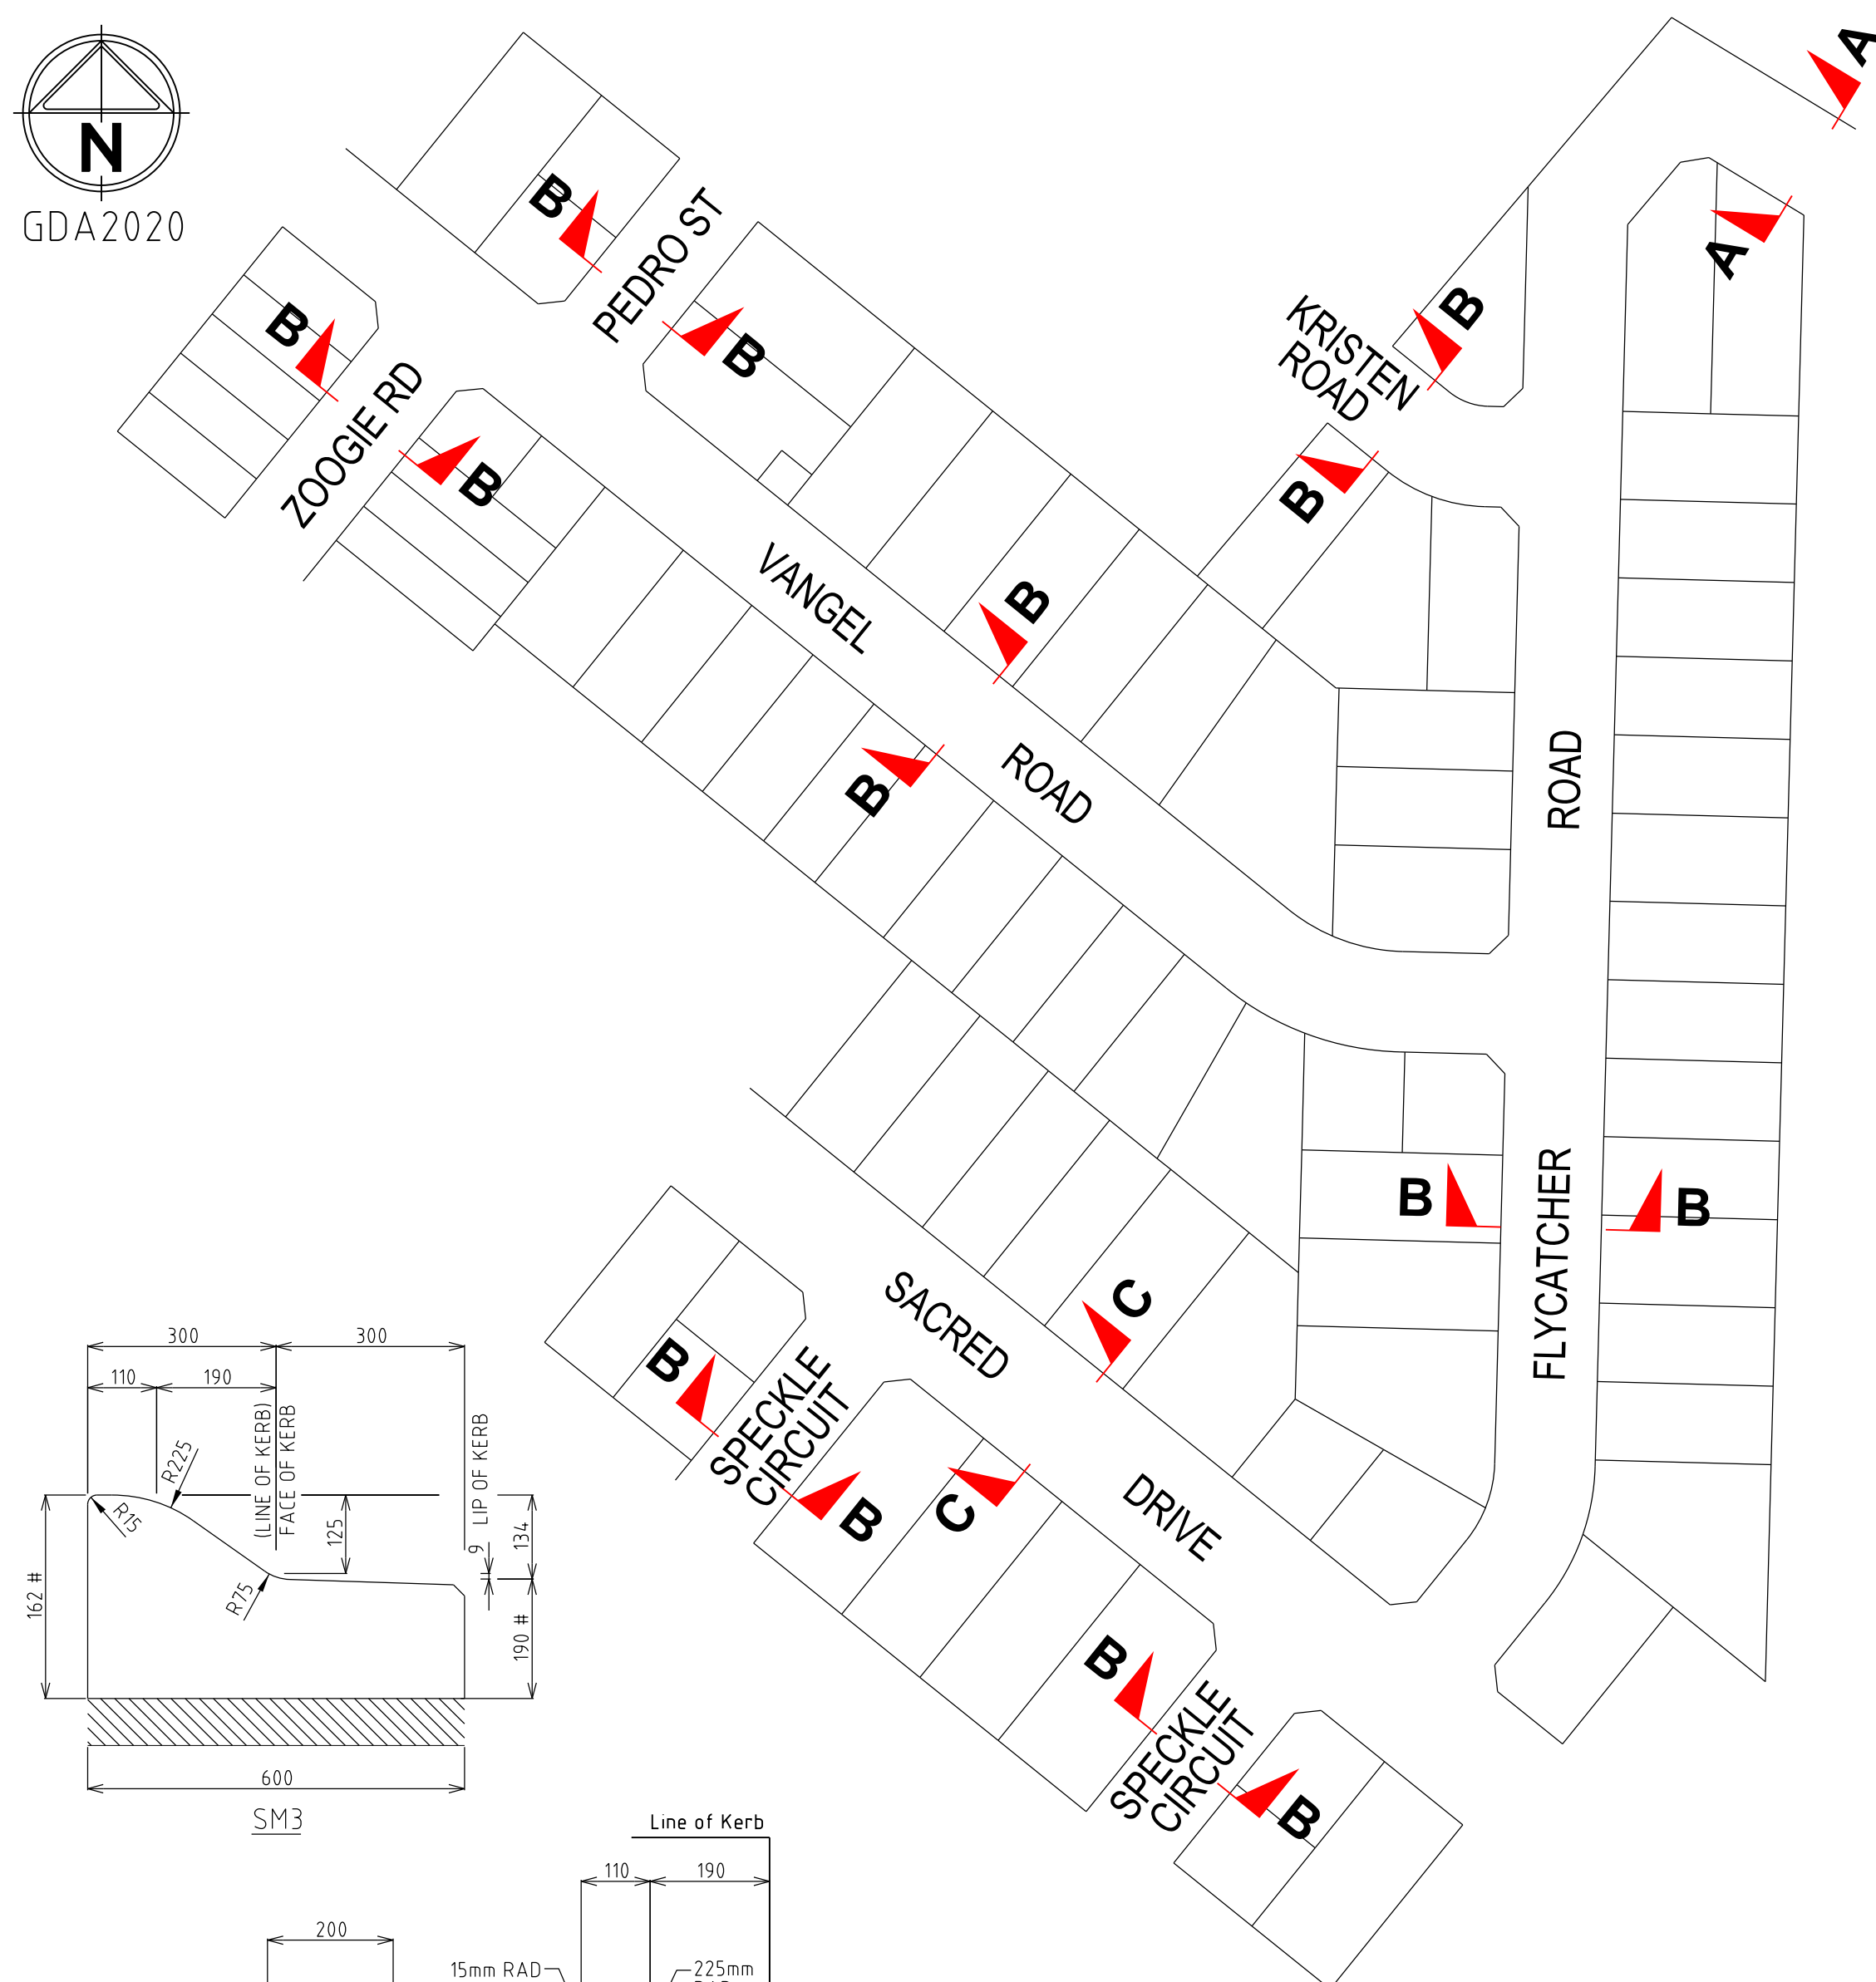 N
GDA2020
A
A
B
B
B
B
PEDRO ST
ZOOGIE RD
KRISTEN
ROAD
B
B
VANGEL
ROAD
B
B
ROAD
FLYCATCHER
B
B
SACRED
DRIVE
C
C
SPECKLE
CIRCUIT
B
B
SPECKLE
CIRCUIT
B
B
300
300
110
190
(LINE OF KERB)
FACE OF KERB
LIP OF KERB
R225
R15
R75
125
9
134
162 #
190 #
600
SM3
Line of Kerb
110
190
200
15mm RAD
225mm